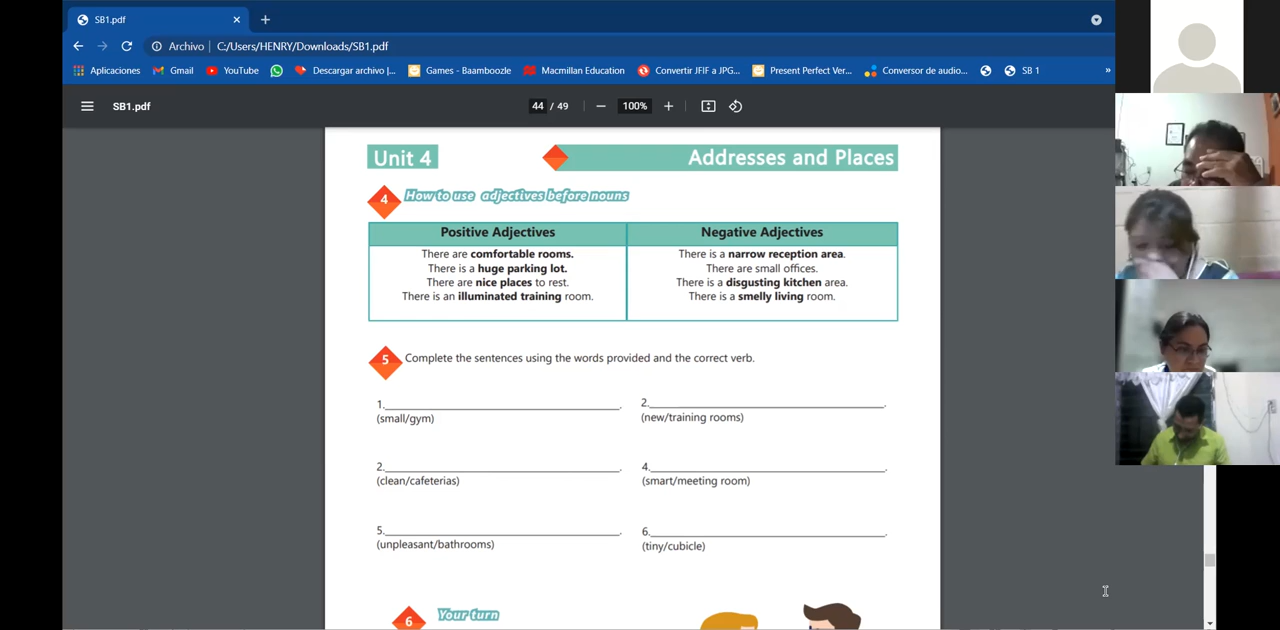 SB1.pdf
Archivo C:/Users/HENRY/Downloads/SB1.pdf
Aplicaciones Gmail YouTube Descargar archivo |... Games - Baamboozle Macmillan Education Convertir JFIF a JPG... Present Perfect Ver... Conversor de audio... SB 1 »
SB1.pdf 44 / 49 100%
Unit 4 Addresses and Places
4 How to use adjectives before nouns
Positive Adjectives Negative Adjectives
There are comfortable rooms. There is a narrow reception area.
There is a huge parking lot. There are small offices.
There are nice places to rest. There is a disgusting kitchen area.
There is an illuminated training room. There is a smelly living room.
5 Complete the sentences using the words provided and the correct verb.
1.____________________. 2.____________________.
(small/gym) (new/training rooms)
2.____________________. 4.____________________.
(clean/cafeterias) (smart/meeting room)
5.____________________. 6.____________________.
(unpleasant/bathrooms) (tiny/cubicle)
6 Your turn